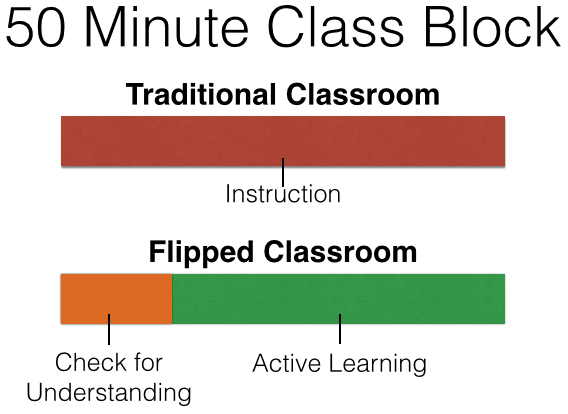 50 Minute Class Block
Traditional Classroom
Instruction
Flipped Classroom
Check for
Understanding
Active Learning